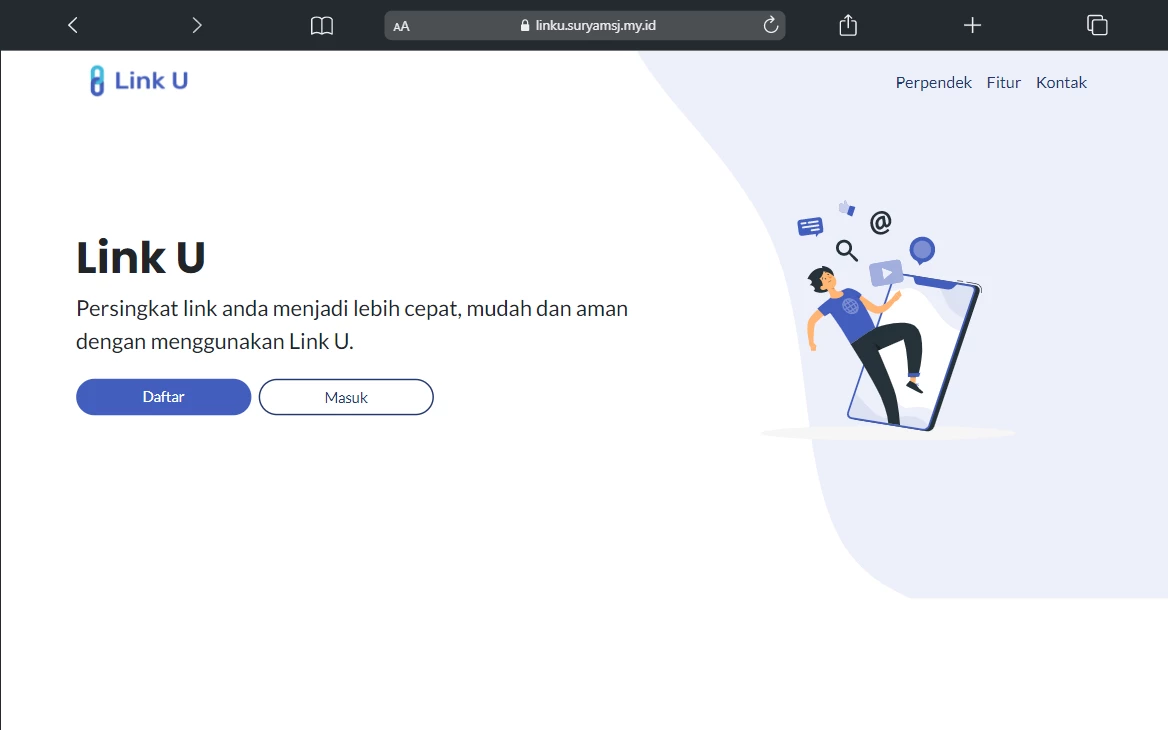 AA
linku.suryamsj.my.id
Link U
Perpendek Fitur Kontak
@
Link U
Persingkat link anda menjadi lebih cepat, mudah dan aman
dengan menggunakan Link U.
Daftar
Masuk